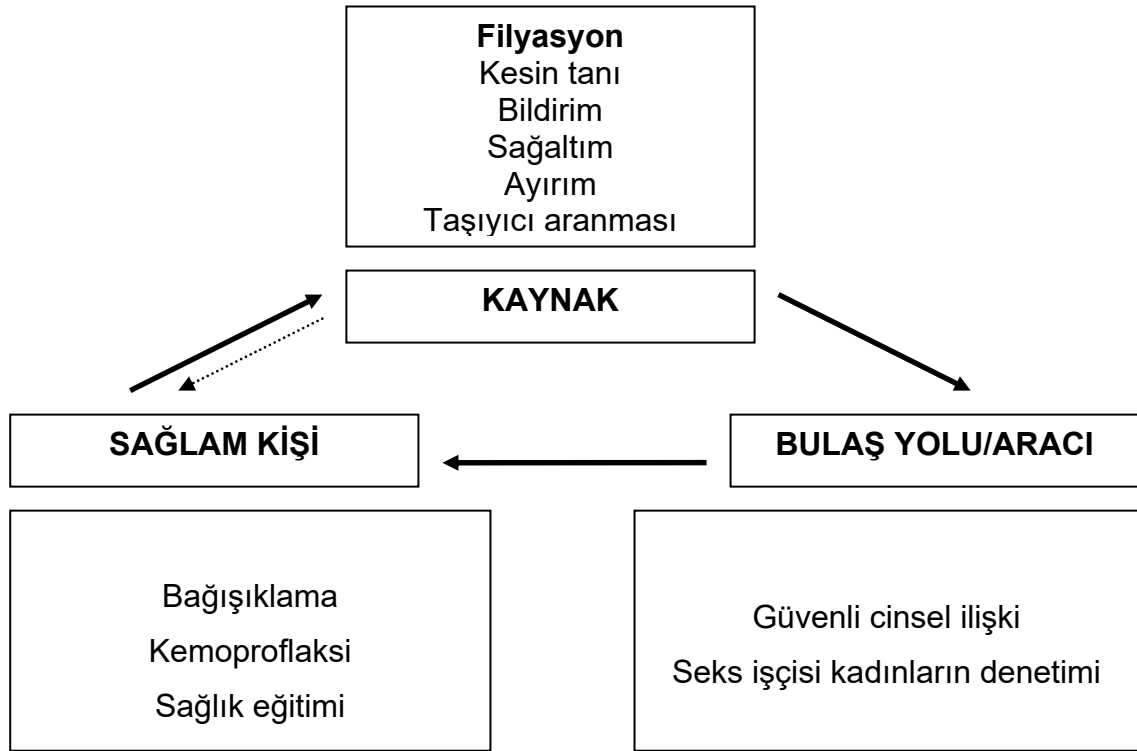 Filyasyon
Kesin tanı
Bildirim
Sağaltım
Ayırım
Taşıyıcı aranması
KAYNAK
SAĞLAM KİŞİ
BULAŞ YOLU/ARACI
Bağışıklama
Kemoproflaksi
Sağlık eğitimi
Güvenli cinsel ilişki
Seks işçisi kadınların denetimi